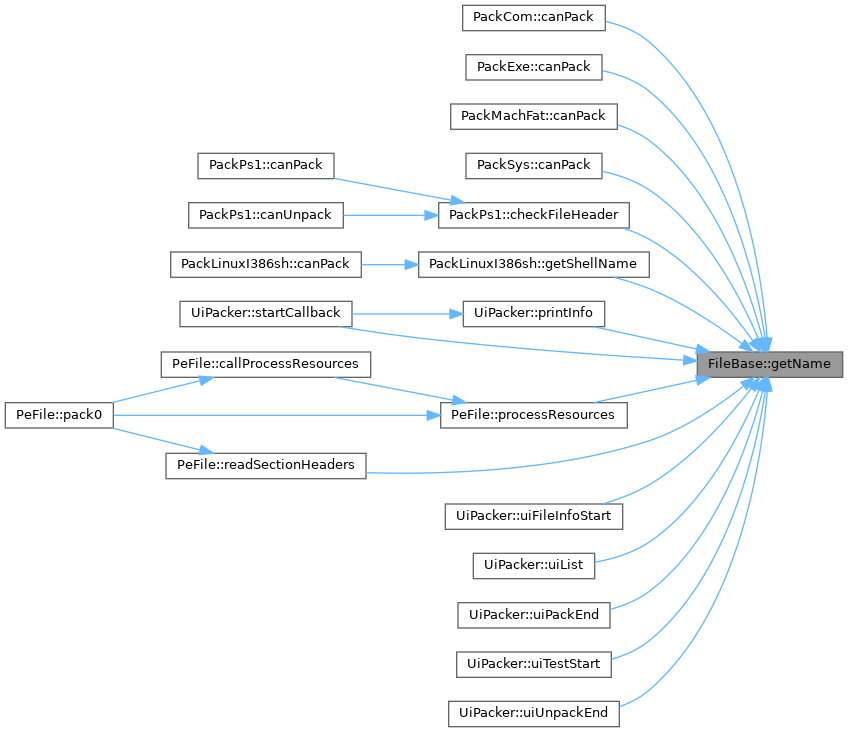 PackCom::canPack
PackExe::canPack
PackMachFat::canPack
PackPs1::canPack
PackSys::canPack
PackPs1::canUnpack
PackPs1::checkFileHeader
PackLinuxI386sh::canPack
PackLinuxI386sh::getShellName
UiPacker::startCallback
UiPacker::printInfo
PeFile::callProcessResources
FileBase::getName
PeFile::pack0
PeFile::processResources
PeFile::readSectionHeaders
UiPacker::uiFileInfoStart
UiPacker::uiList
UiPacker::uiPackEnd
UiPacker::uiTestStart
UiPacker::uiUnpackEnd